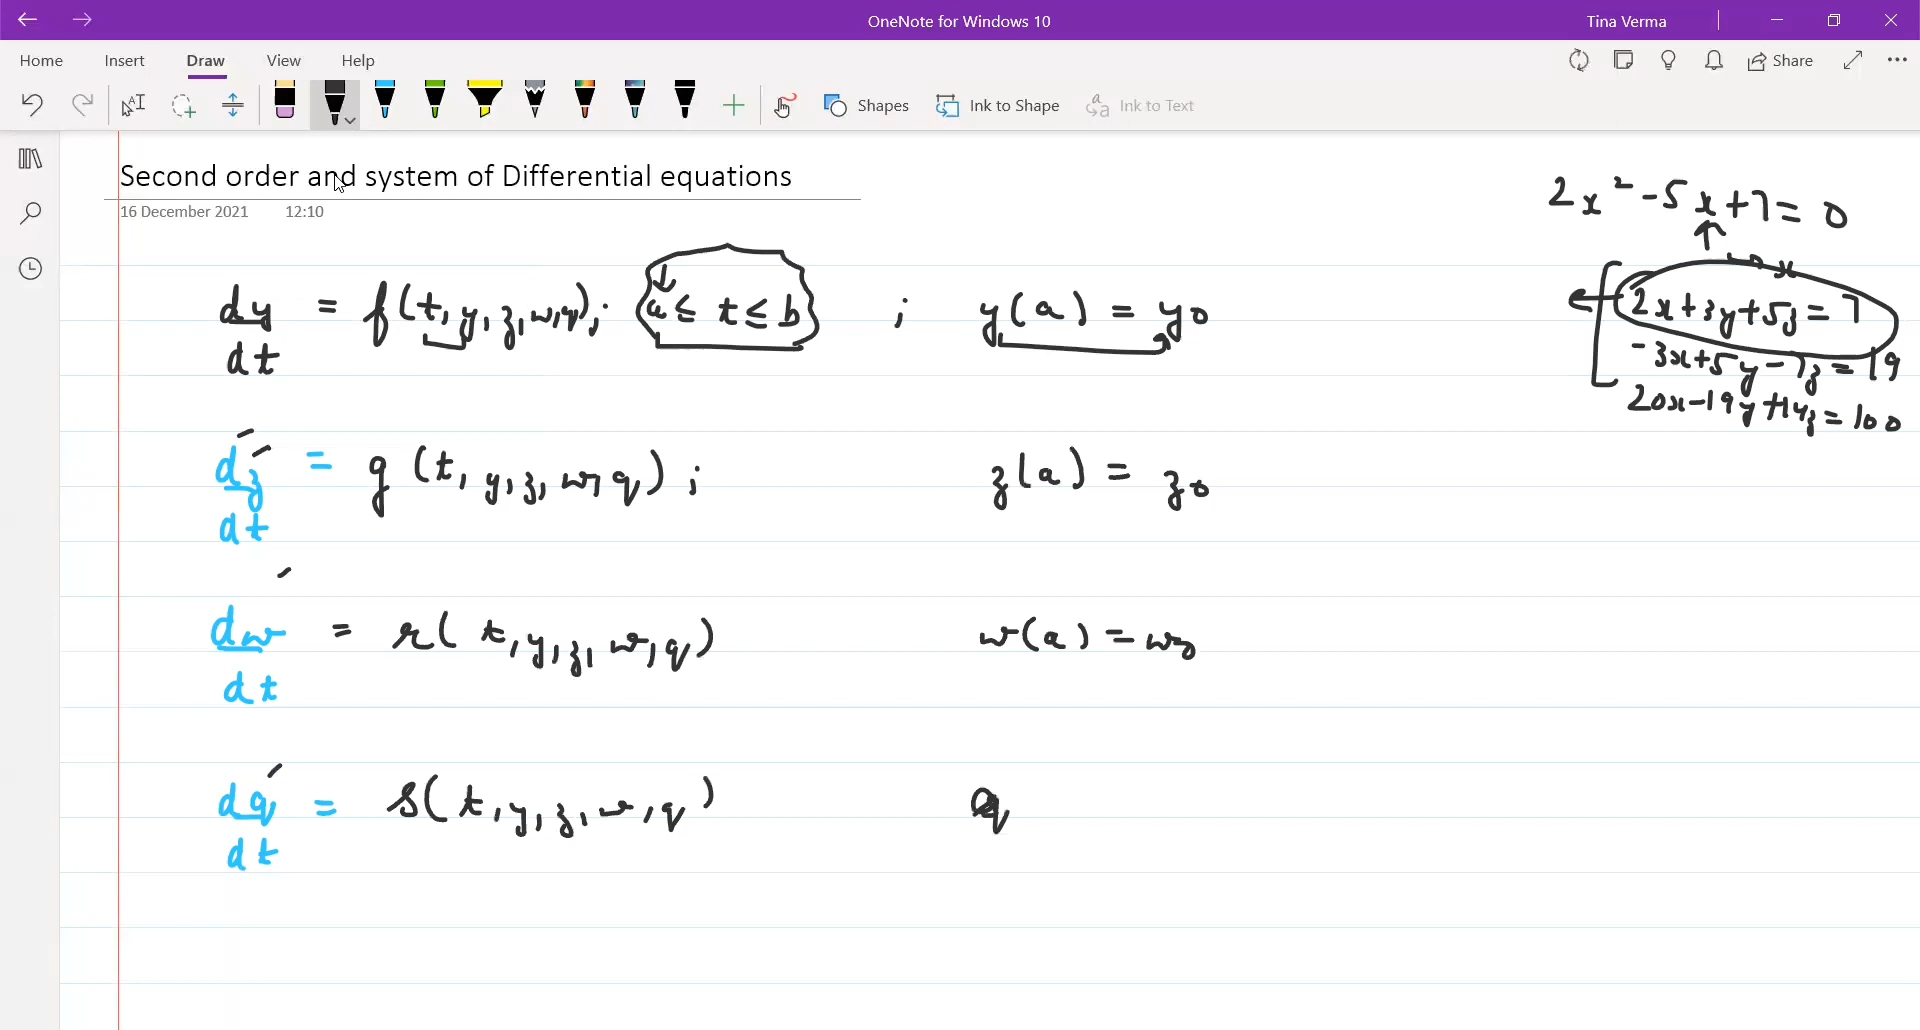 OneNote for Windows 10
Tina Verma
Home Insert Draw View Help
Share
Shapes Ink to Shape Ink to Text
Second order and system of Differential equations
16 December 2021 12:10
2x² - 5x + 7 = 0
dy/dt = f(t, y, z, w, q); a ≤ t ≤ b ; y(a) = y0
2x + 3y + 5z = 7
-3x + 5y - 7z = 19
20x - 19y + 14z = 100
dz/dt = g(t, y, z, w, q); z(a) = z0
dw/dt = r(t, y, z, w, q) w(a) = w0
dq/dt = s(t, y, z, w, q) q